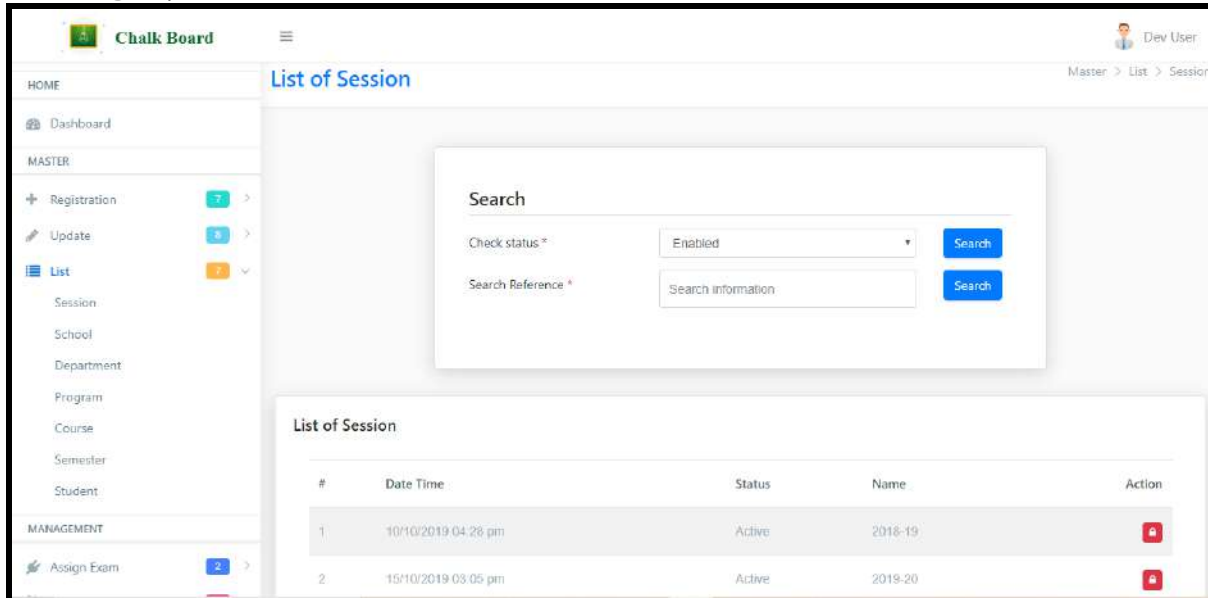 Chalk Board
Dev User
HOME
List of Session
Master > List > Session
Dashboard
MASTER
Registration 7
Update 8
List 7
Session
School
Department
Program
Course
Semester
Student
MANAGEMENT
Assign Exam 2
Search
Check status * Enabled Search
Search Reference * Search information Search
List of Session
# Date Time Status Name Action
1 10/10/2019 04:28 pm Active 2018-19
2 15/10/2019 03:05 pm Active 2019-20